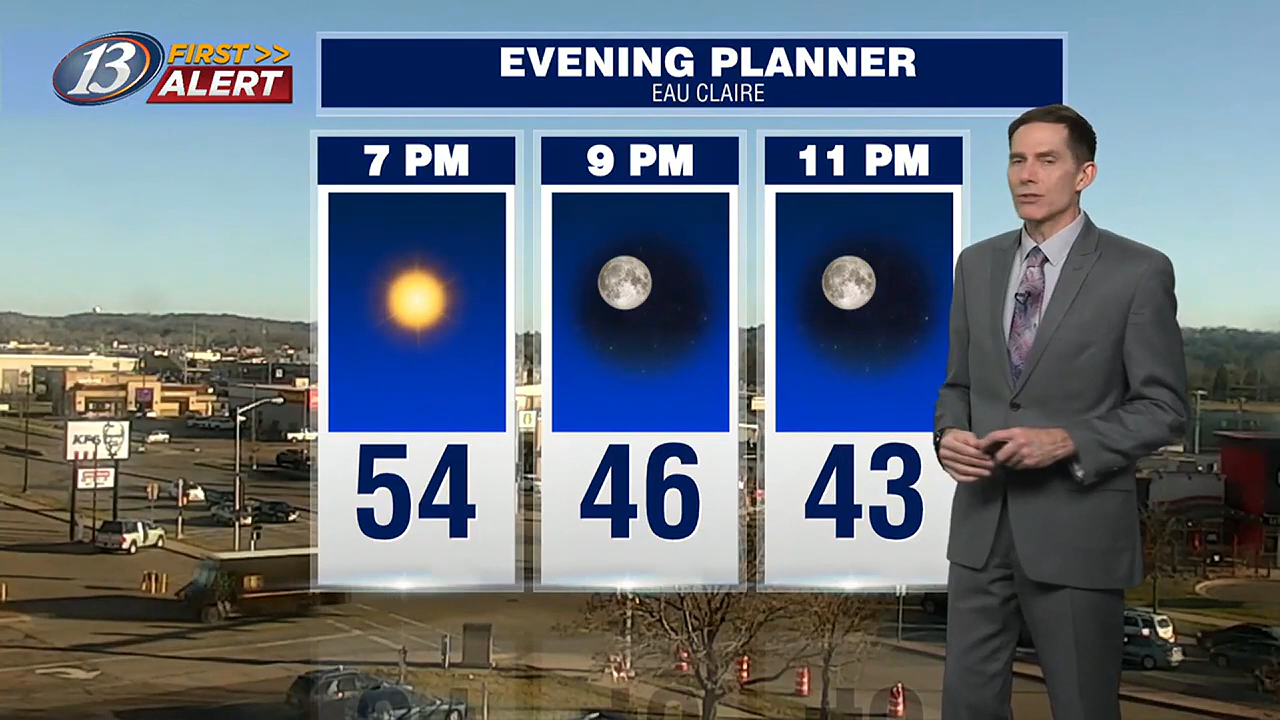 13 FIRST >>
ALERT
EVENING PLANNER
EAU CLAIRE
7 PM
9 PM
11 PM
54
46
43
KFC